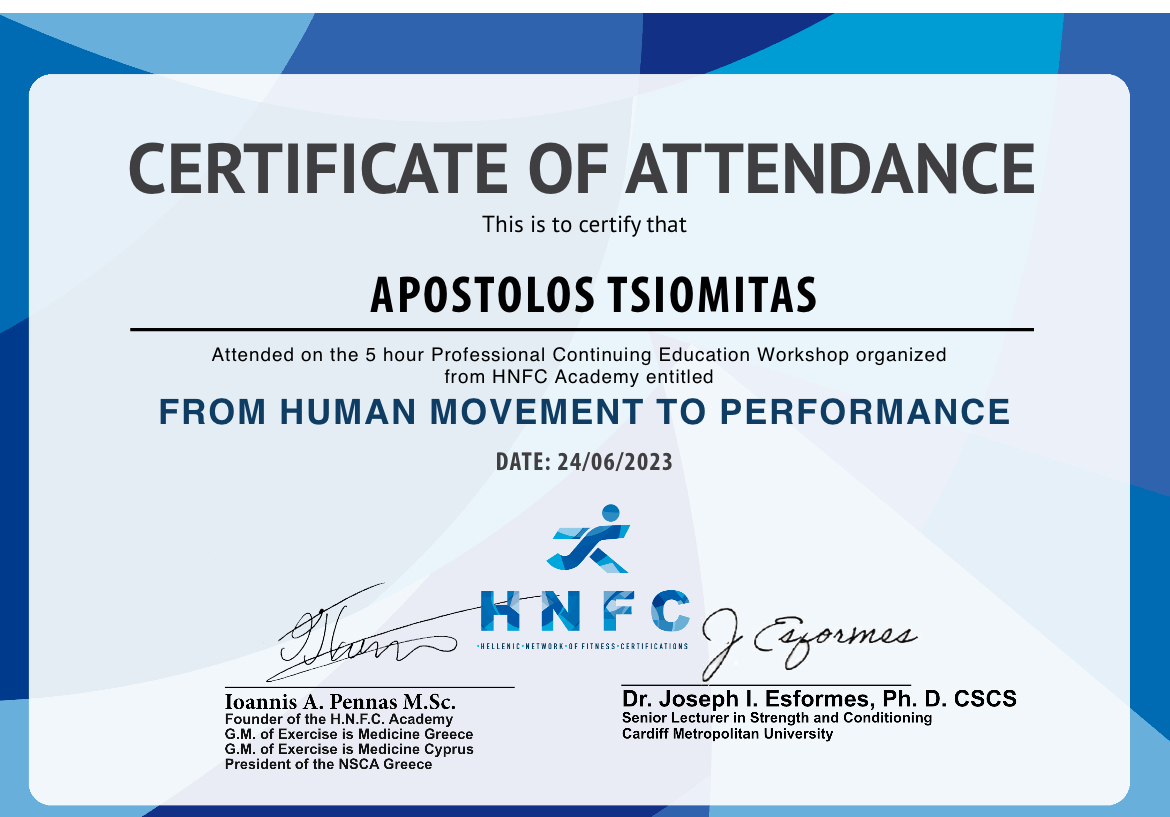 CERTIFICATE OF ATTENDANCE
This is to certify that
APOSTOLOS TSIOMITAS
Attended on the 5 hour Professional Continuing Education Workshop organized
from HNFC Academy entitled
FROM HUMAN MOVEMENT TO PERFORMANCE
DATE: 24/06/2023
HNFC
·HELLENIC·NETWORK·OF FITNESS·CERTIFICATIONS
J Esformes
Ioannis A. Pennas M.Sc.
Founder of the H.N.F.C. Academy
G.M. of Exercise is Medicine Greece
G.M. of Exercise is Medicine Cyprus
President of the NSCA Greece
Dr. Joseph I. Esformes, Ph. D. CSCS
Senior Lecturer in Strength and Conditioning
Cardiff Metropolitan University